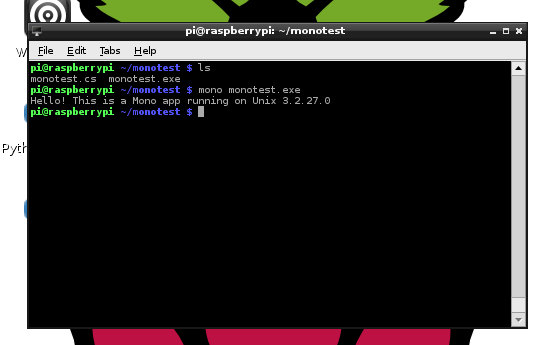 pi@raspberrypi: ~/monotest
File Edit Tabs Help
pi@raspberrypi ~/monotest $ ls
monotest.cs monotest.exe
pi@raspberrypi ~/monotest $ mono monotest.exe
Hello! This is a Mono app running on Unix 3.2.27.0
pi@raspberrypi ~/monotest $
W
Pyth